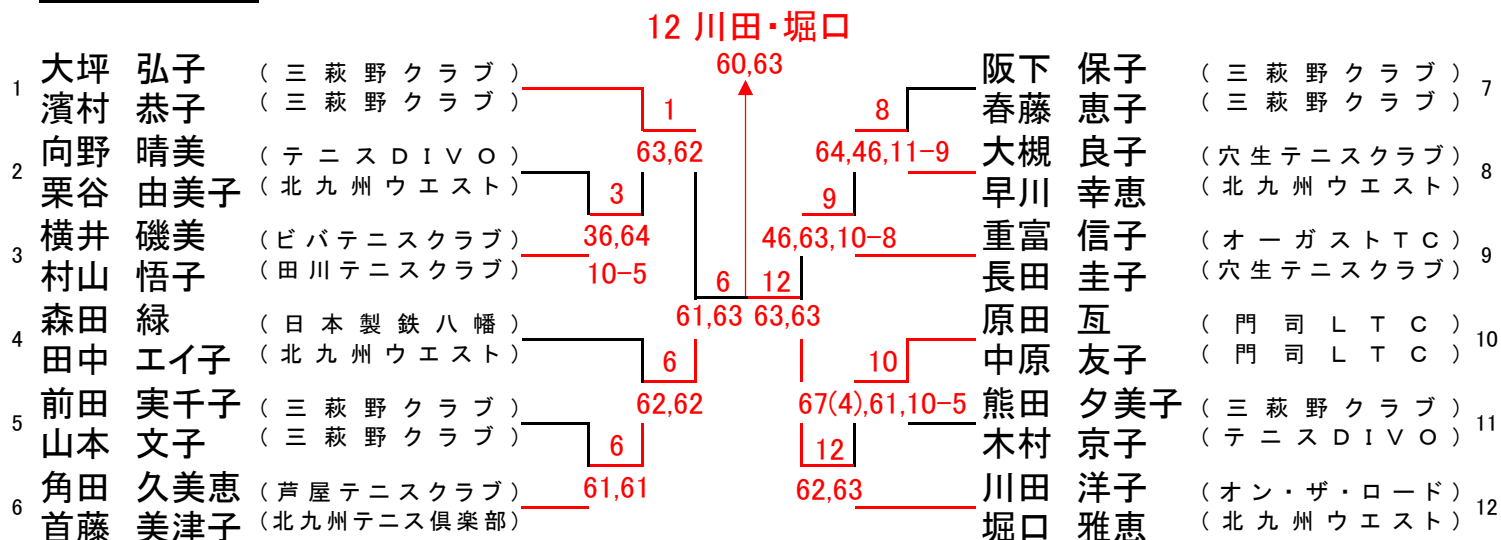 12 川田・堀口
60,63
1 大坪 弘子 (三萩野クラブ)
濱村 恭子 (三萩野クラブ)
2 向野 晴美 (テニスDIVO)
栗谷 由美子 (北九州ウエスト)
3 横井 磯美 (ビバテニスクラブ)
村山 悟子 (田川テニスクラブ)
4 森田 緑 (日本製鉄八幡)
田中 エイ子 (北九州ウエスト)
5 前田 実千子 (三萩野クラブ)
山本 文子 (三萩野クラブ)
6 角田 久美恵 (芦屋テニスクラブ)
首藤 美津子 (北九州テニス倶楽部)
1
63,62
3
36,64
10-5
6
62,62
6
61,61
6
61,63
12
63,63
8
64,46,11-9
9
46,63,10-8
10
67(4),61,10-5
12
62,63
阪下 保子 (三萩野クラブ) 7
春藤 恵子 (三萩野クラブ)
大槻 良子 (穴生テニスクラブ) 8
早川 幸恵 (北九州ウエスト)
重富 信子 (オーガストTC) 9
長田 圭子 (穴生テニスクラブ)
原田 亙 (門司LTC) 10
中原 友子 (門司LTC)
熊田 夕美子 (三萩野クラブ) 11
木村 京子 (テニスDIVO)
川田 洋子 (オン・ザ・ロード) 12
堀口 雅恵 (北九州ウエスト)